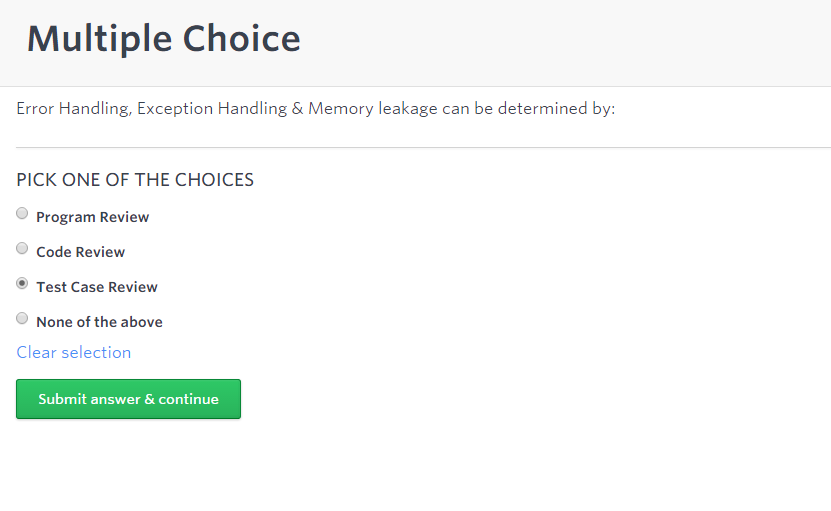 Multiple Choice
Error Handling, Exception Handling & Memory leakage can be determined by:
PICK ONE OF THE CHOICES
Program Review
Code Review
Test Case Review
None of the above
Clear selection
Submit answer & continue